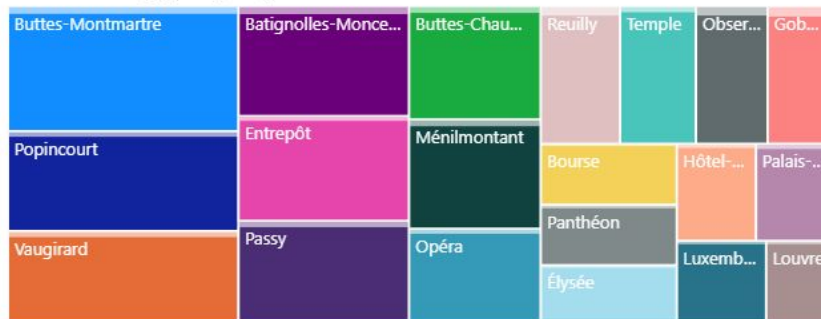 Buttes-Montmartre
Popincourt
Vaugirard
Batignolles-Monce...
Entrepôt
Passy
Buttes-Chau...
Ménilmontant
Opéra
Reuilly
Temple
Obser...
Gob...
Bourse
Panthéon
Élysée
Hôtel-...
Palais-...
Luxemb...
Louvre